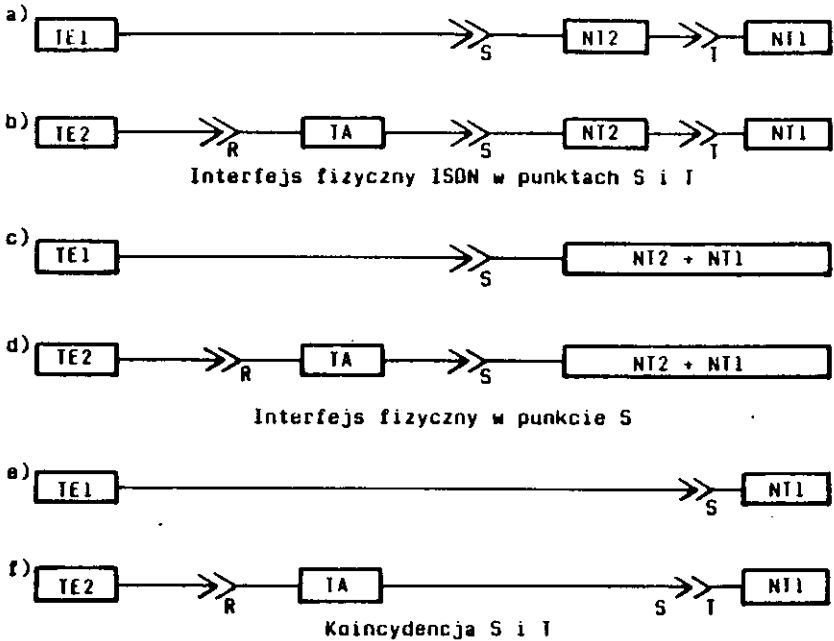 a) TE1 S NT2 T NT1
b) TE2 R TA S NT2 T NT1
Interfejs fizyczny ISDN w punktach S i T
c) TE1 S NT2 + NT1
d) TE2 R TA S NT2 + NT1
Interfejs fizyczny w punkcie S
e) TE1 S NT1
f) TE2 R TA S T NT1
Koincydencja S i T